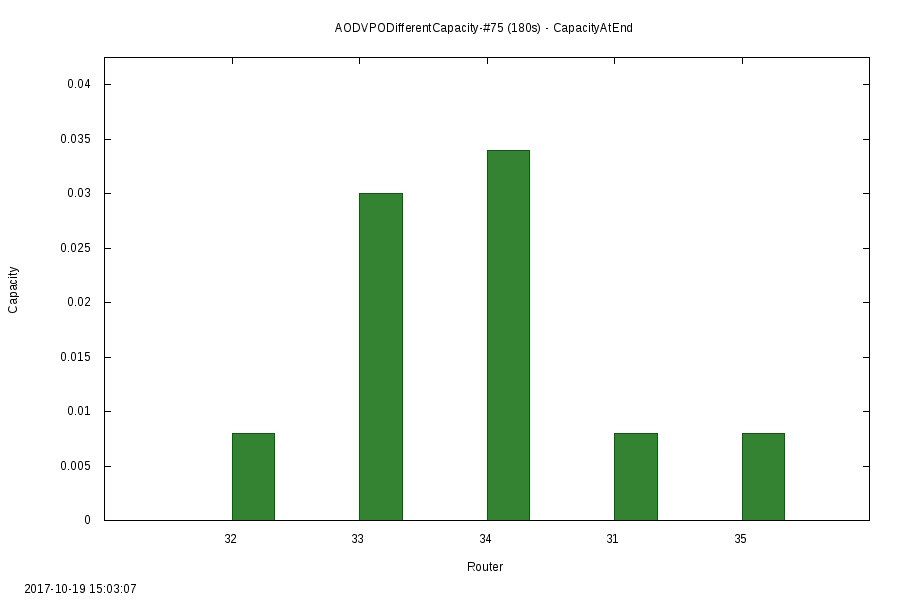 AODVPODifferentCapacity-#75 (180s) - CapacityAtEnd
0.04
0.035
0.03
0.025
0.02
0.015
0.01
0.005
0
Capacity
32 33 34 31 35
Router
2017-10-19 15:03:07